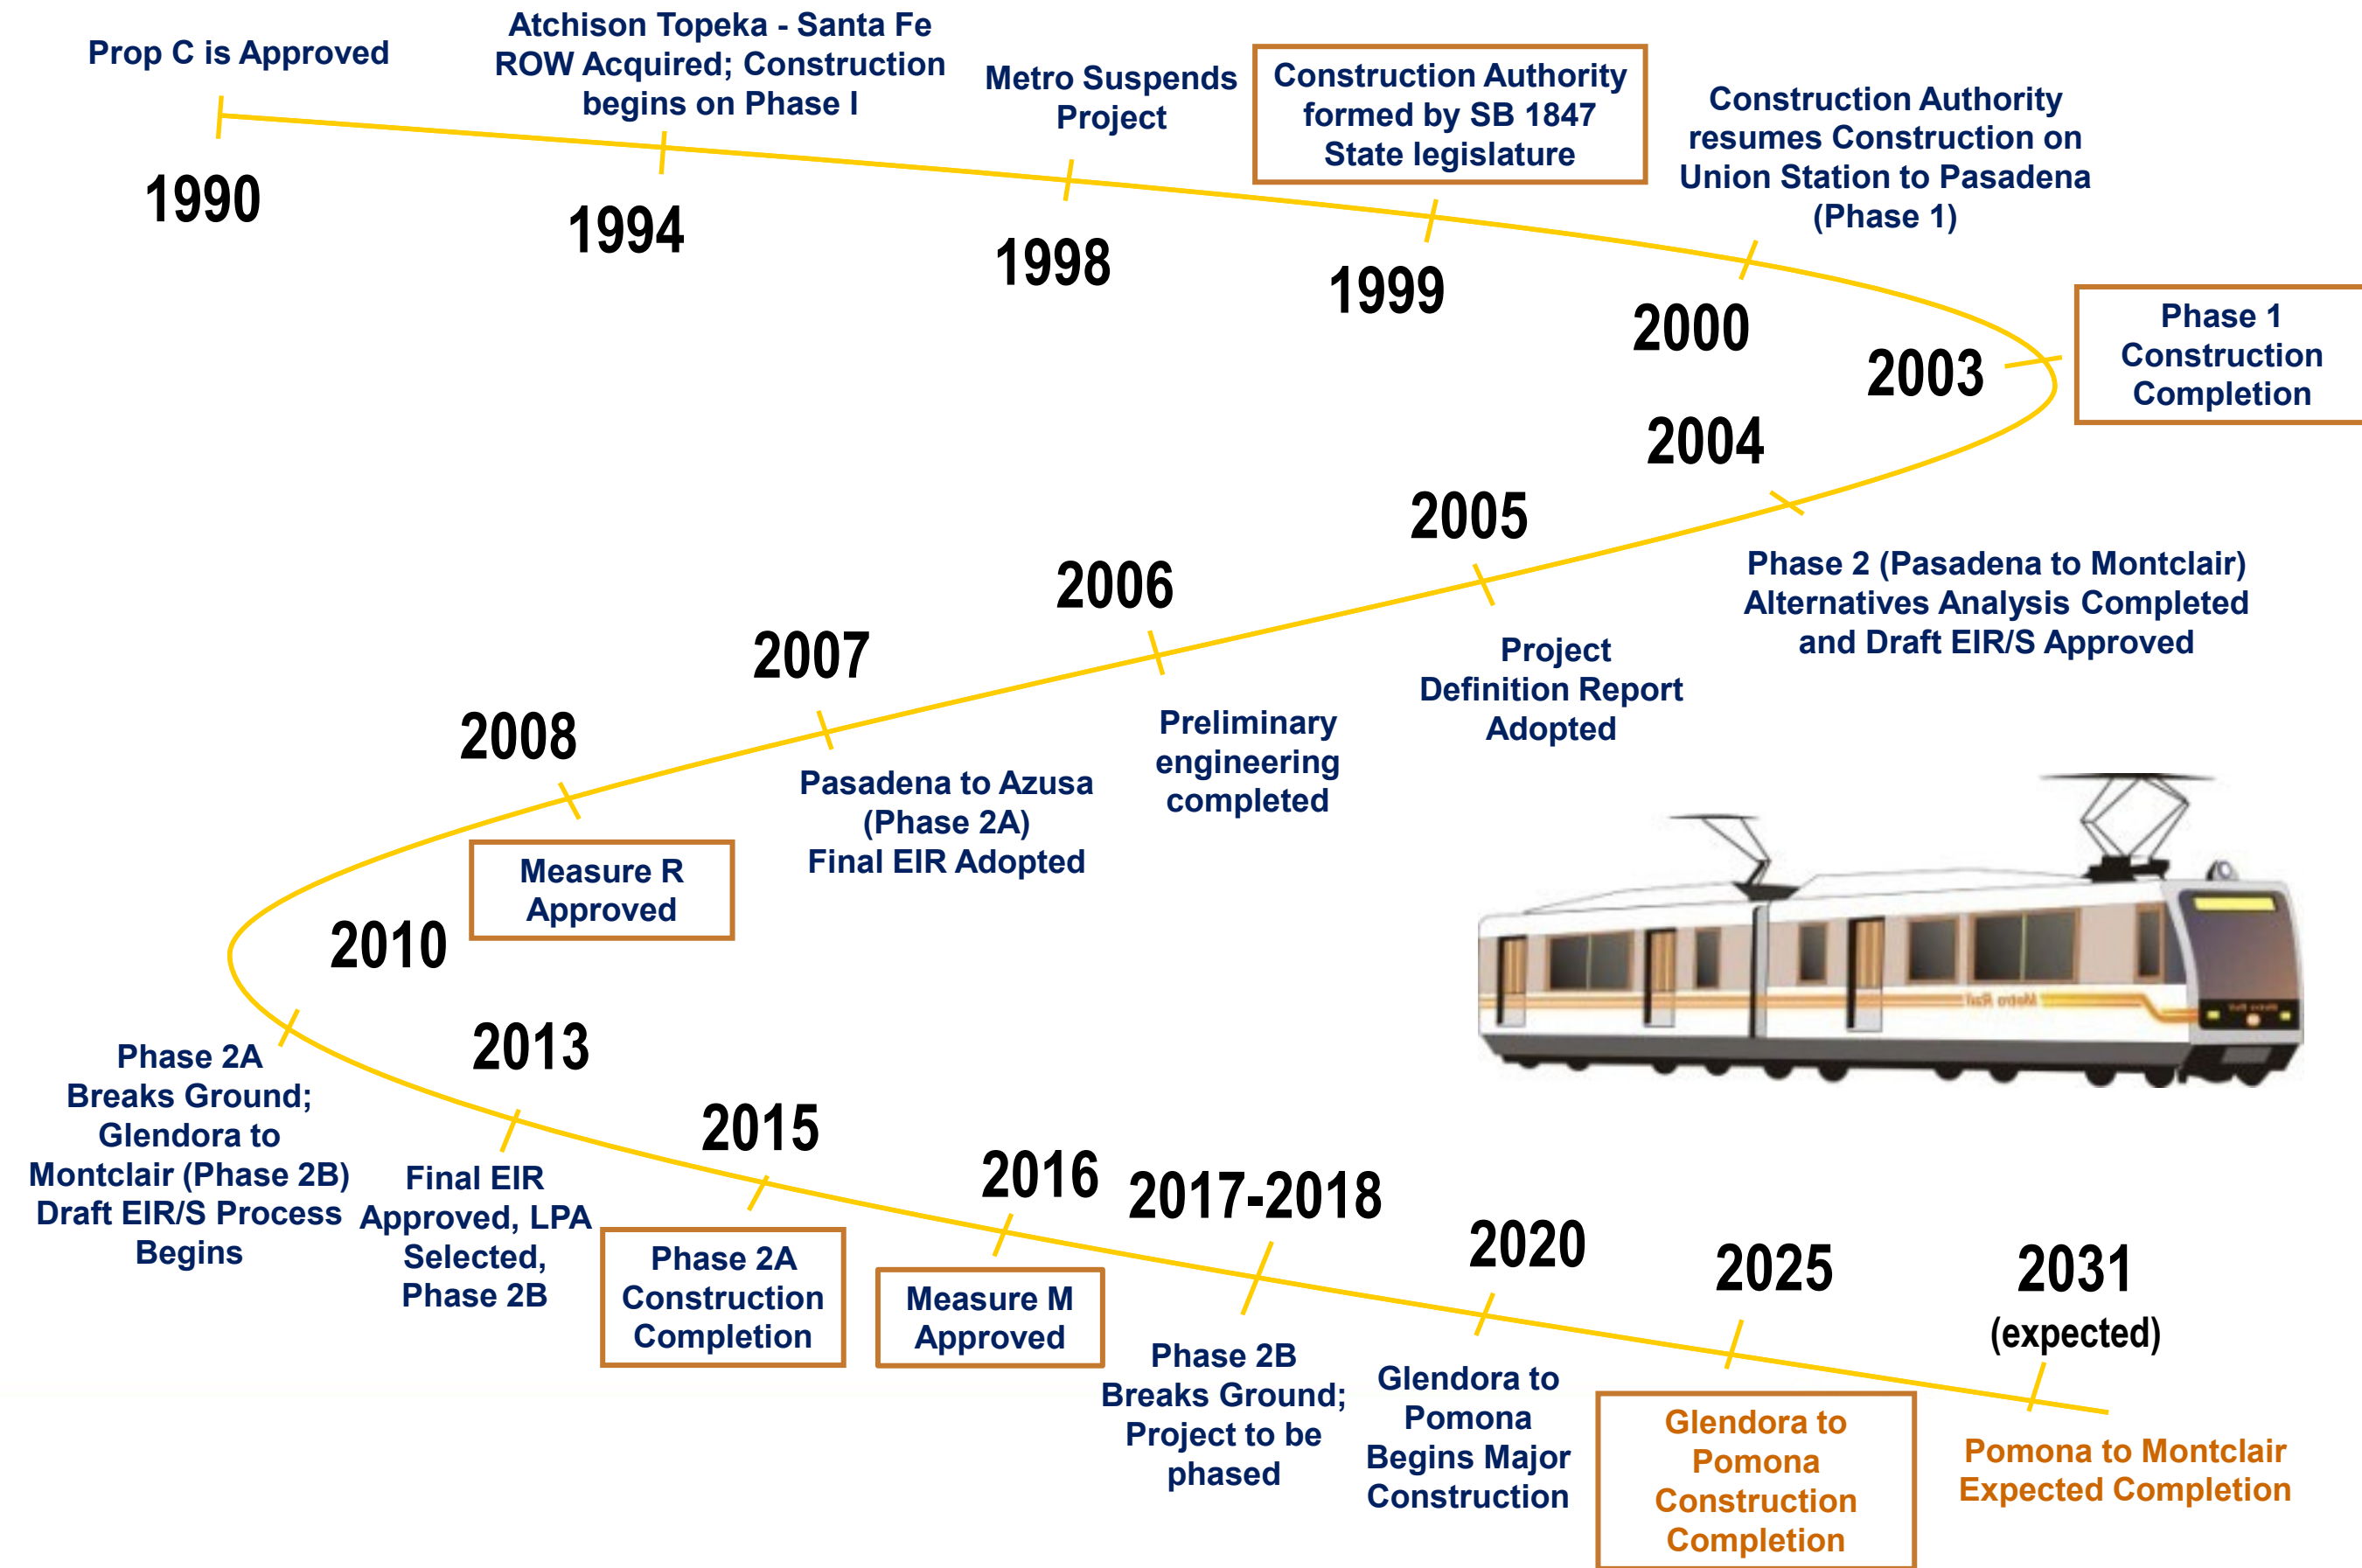 Prop C is Approved
1990
Atchison Topeka - Santa Fe
ROW Acquired; Construction
begins on Phase I
1994
Metro Suspends
Project
1998
Construction Authority
formed by SB 1847
State legislature
1999
Construction Authority
resumes Construction on
Union Station to Pasadena
(Phase 1)
2000
Phase 1
Construction
Completion
2003
2004
Phase 2 (Pasadena to Montclair)
Alternatives Analysis Completed
and Draft EIR/S Approved
2005
Project
Definition Report
Adopted
2006
Preliminary
engineering
completed
2007
Pasadena to Azusa
(Phase 2A)
Final EIR Adopted
2008
Measure R
Approved
2010
Phase 2A
Breaks Ground;
Glendora to
Montclair (Phase 2B)
Draft EIR/S Process
Begins
2013
Final EIR
Approved, LPA
Selected,
Phase 2B
2015
Phase 2A
Construction
Completion
2016
Measure M
Approved
2017-2018
Phase 2B
Breaks Ground;
Project to be
phased
2020
Glendora to
Pomona
Begins Major
Construction
2025
Glendora to
Pomona
Construction
Completion
2031
(expected)
Pomona to Montclair
Expected Completion
Metro Rail